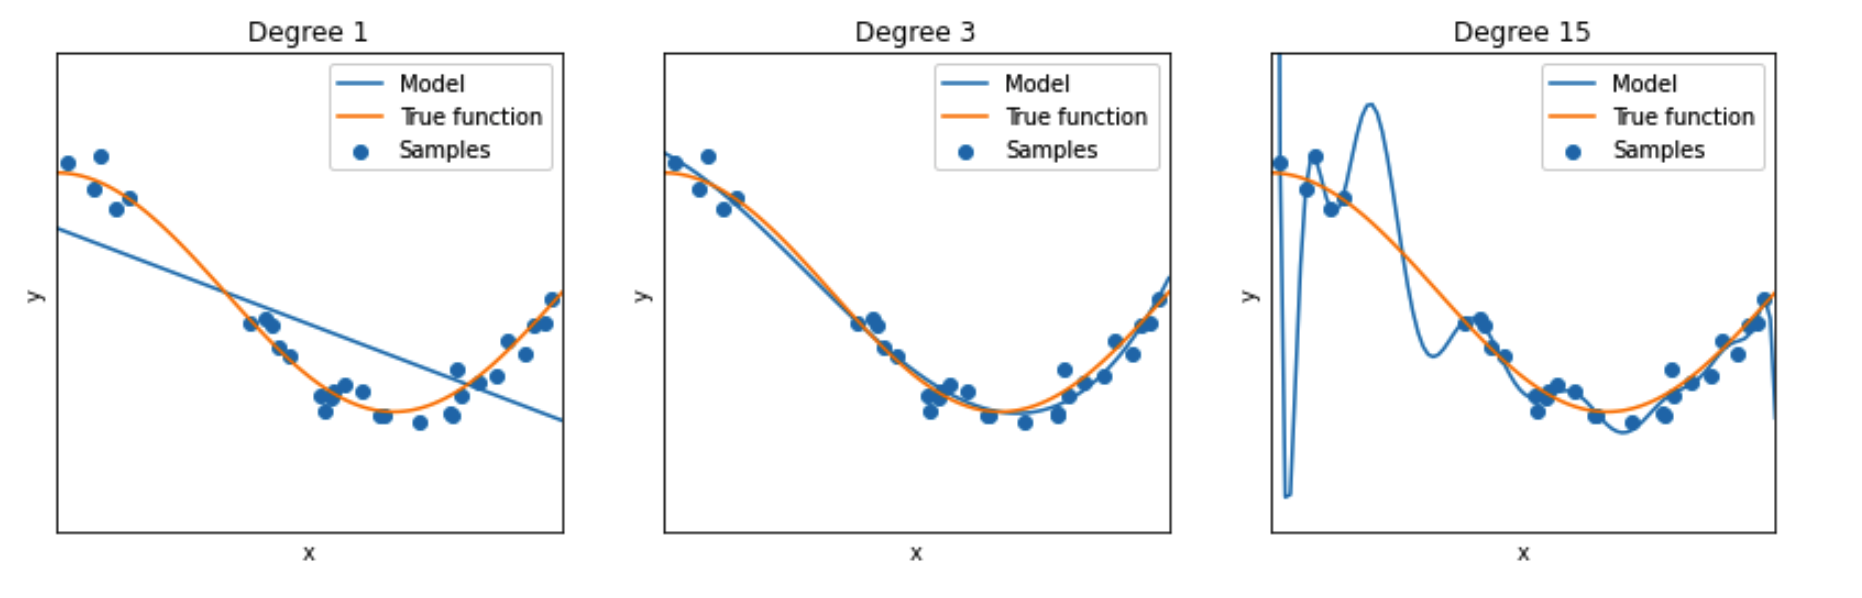 Degree 1
Model
True function
Samples
y
x
Degree 3
Model
True function
Samples
y
x
Degree 15
Model
True function
Samples
y
x